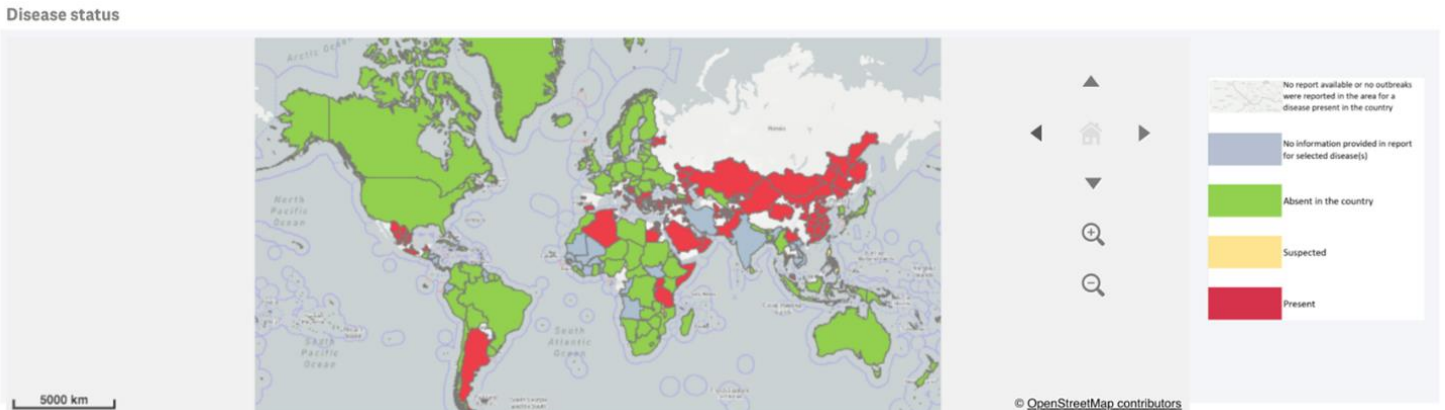 Disease status
Arctic Ocean
North
Pacific
Ocean
South
Pacific
Ocean
South
Atlantic
Ocean
5000 km
© OpenStreetMap contributors
No report available or no outbreaks
were reported in the area for a
disease present in the country
No information provided in report
for selected disease(s)
Absent in the country
Suspected
Present